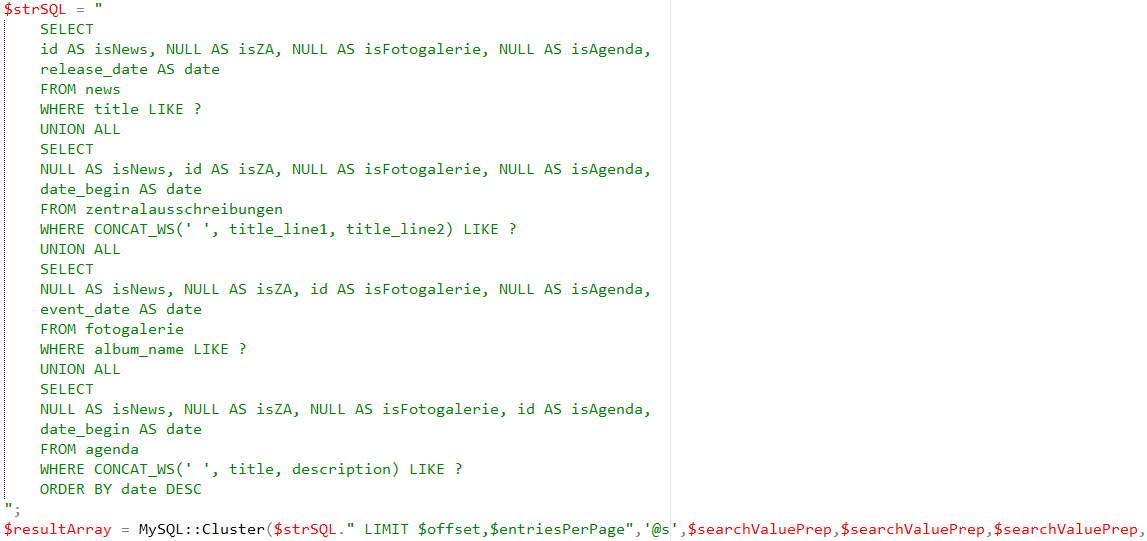 $strSQL = "
SELECT
id AS isNews, NULL AS isZA, NULL AS isFotogalerie, NULL AS isAgenda,
release_date AS date
FROM news
WHERE title LIKE ?
UNION ALL
SELECT
NULL AS isNews, id AS isZA, NULL AS isFotogalerie, NULL AS isAgenda,
date_begin AS date
FROM zentralausschreibungen
WHERE CONCAT_WS(' ', title_line1, title_line2) LIKE ?
UNION ALL
SELECT
NULL AS isNews, NULL AS isZA, id AS isFotogalerie, NULL AS isAgenda,
event_date AS date
FROM fotogalerie
WHERE album_name LIKE ?
UNION ALL
SELECT
NULL AS isNews, NULL AS isZA, NULL AS isFotogalerie, id AS isAgenda,
date_begin AS date
FROM agenda
WHERE CONCAT_WS(' ', title, description) LIKE ?
ORDER BY date DESC
";
$resultArray = MySQL::Cluster($strSQL." LIMIT $offset,$entriesPerPage",'@s',$searchValuePrep,$searchValuePrep,$searchValuePrep,